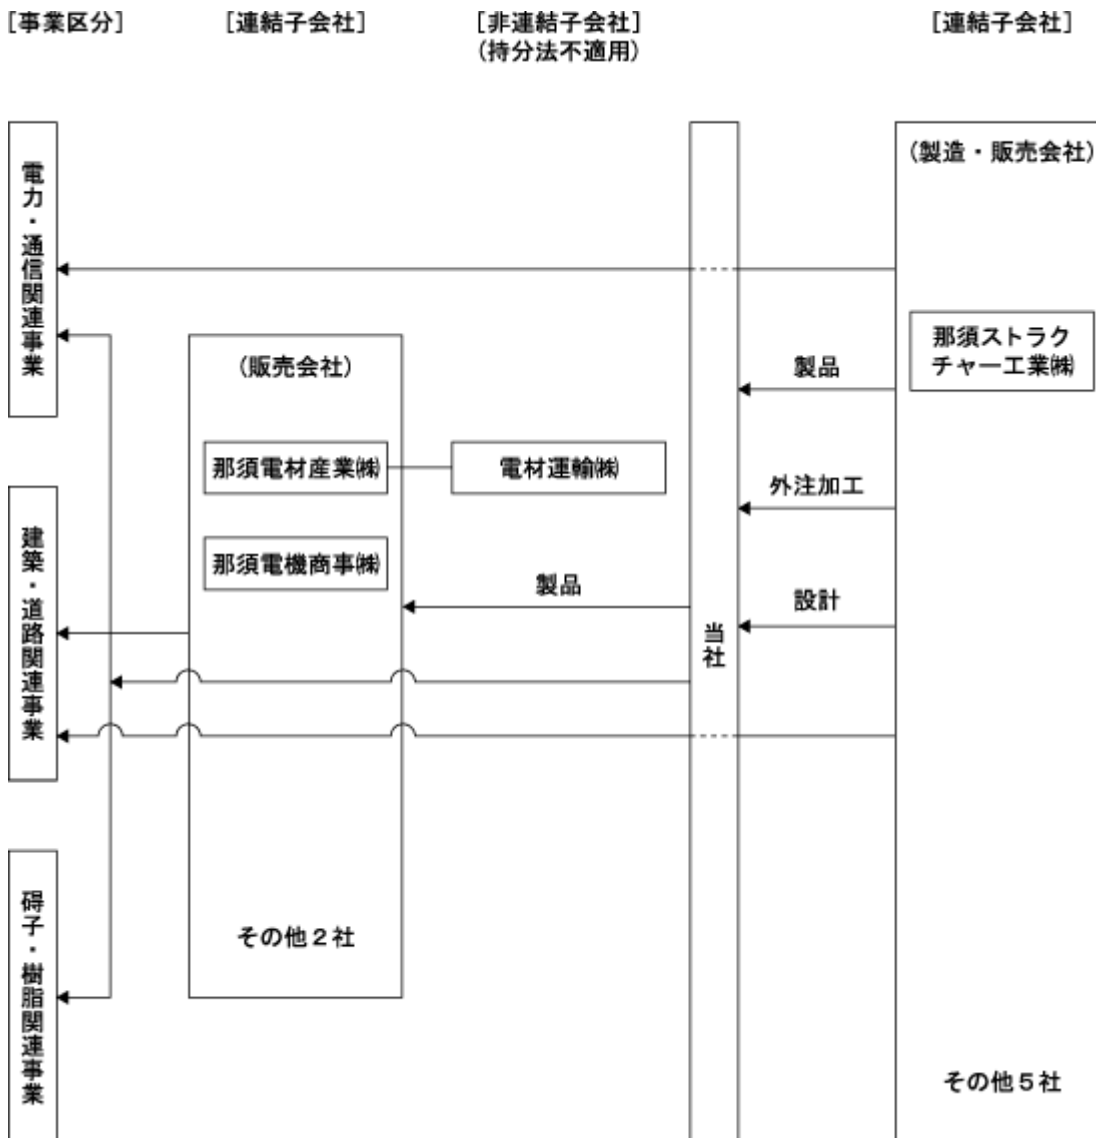 [事業区分]
[連結子会社]
[非連結子会社]
(持分法不適用)
[連結子会社]
電力・通信関連事業
建築・道路関連事業
碍子・樹脂関連事業
(販売会社)
那須電材産業㈱
電材運輸㈱
那須電機商事㈱
製品
その他2社
当社
製品
外注加工
設計
(製造・販売会社)
那須ストラク
チャー工業㈱
その他5社